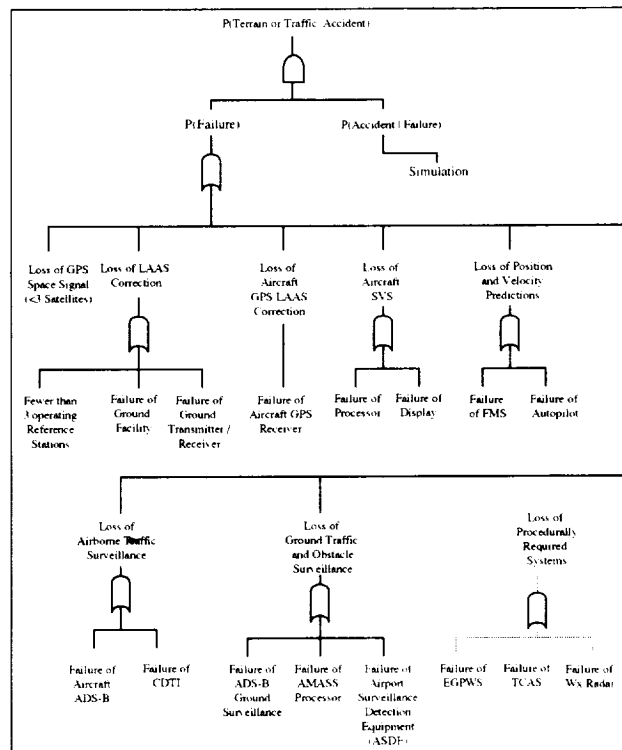 P(Terrain or Traffic Accident)
P(Failure)
P(Accident | Failure)
Simulation
Loss of GPS
Space Signal
(<3 Satellites)
Loss of LAAS
Correction
Loss of
Aircraft
GPS LAAS
Correction
Loss of
Aircraft
SVS
Loss of Position
and Velocity
Predictions
Fewer than
3 operating
Reference
Stations
Failure of
Ground
Facility
Failure of
Ground
Transmitter /
Receiver
Failure of
Aircraft GPS
Receiver
Failure of
Processor
Failure of
Display
Failure
of FMS
Failure of
Autopilot
Loss of
Airborne Traffic
Surveillance
Loss of
Ground Traffic
and Obstacle
Surveillance
Loss of
Procedurally
Required
Systems
Failure of
Aircraft
ADS-B
Failure of
CDTI
Failure of
ADS-B
Ground
Surveillance
Failure of
AMASS
Processor
Failure of
Airport
Surveillance
Detection
Equipment
(ASDE)
Failure of
EGPWS
Failure of
TCAS
Failure of
Wx Radar